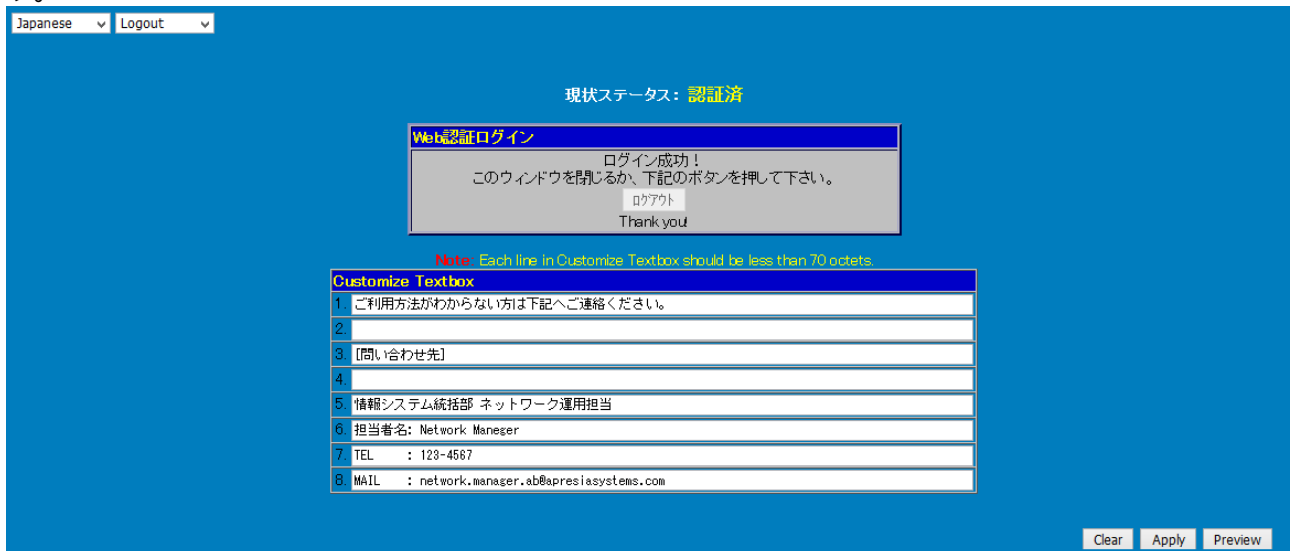 Japanese Logout
現状ステータス: 認証済
Web認証ログイン
ログイン成功！
このウィンドウを閉じるか、下記のボタンを押して下さい。
ログアウト
Thank you!
Note: Each line in Customize Textbox should be less than 70 octets.
Customize Textbox
1. ご利用方法がわからない方は下記へご連絡ください。
2.
3. [問い合わせ先]
4.
5. 情報システム統括部 ネットワーク運用担当
6. 担当者名: Network Maneger
7. TEL : 123-4567
8. MAIL : network.manager.ab@apresiasystems.com
Clear Apply Preview